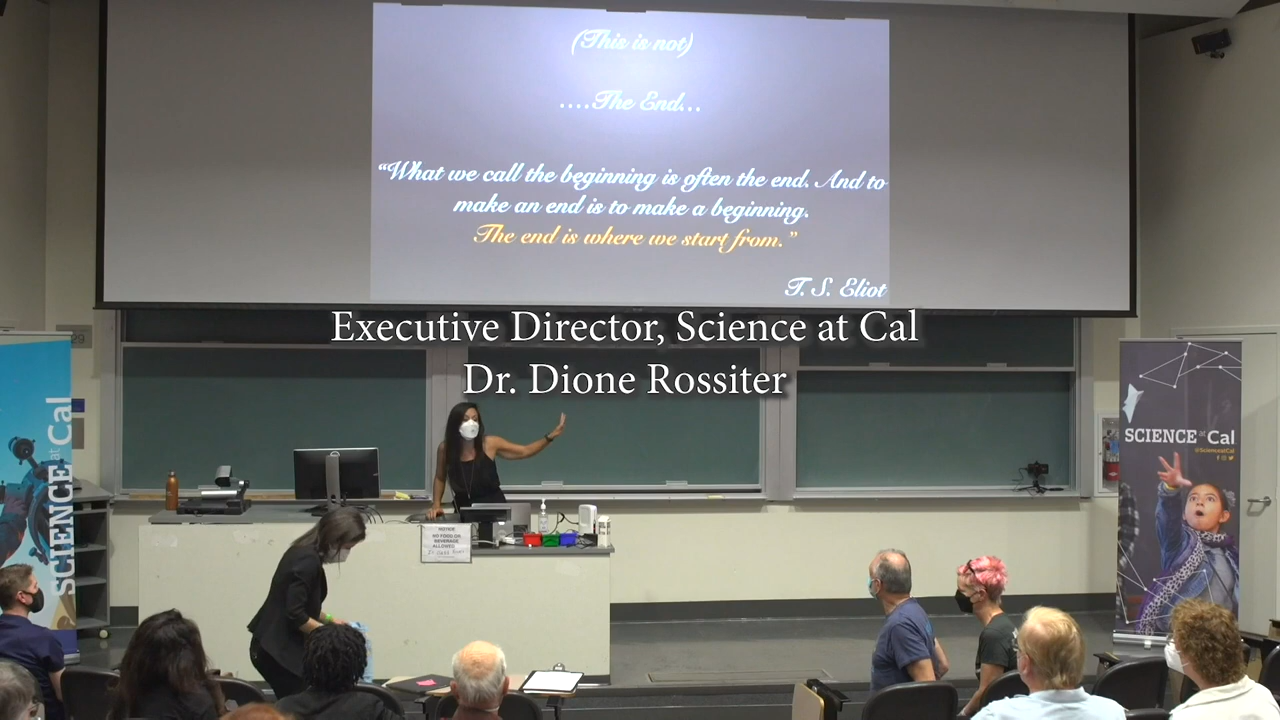 (This is not)
....The End...
“What we call the beginning is often the end. And to
make an end is to make a beginning.
The end is where we start from.”
T. S. Eliot
Executive Director, Science at Cal
Dr. Dione Rossiter
SCIENCE at Cal
NOTICE
NO FOOD OR
BEVERAGE
ALLOWED
SCIENCE at Cal
@ScienceatCal